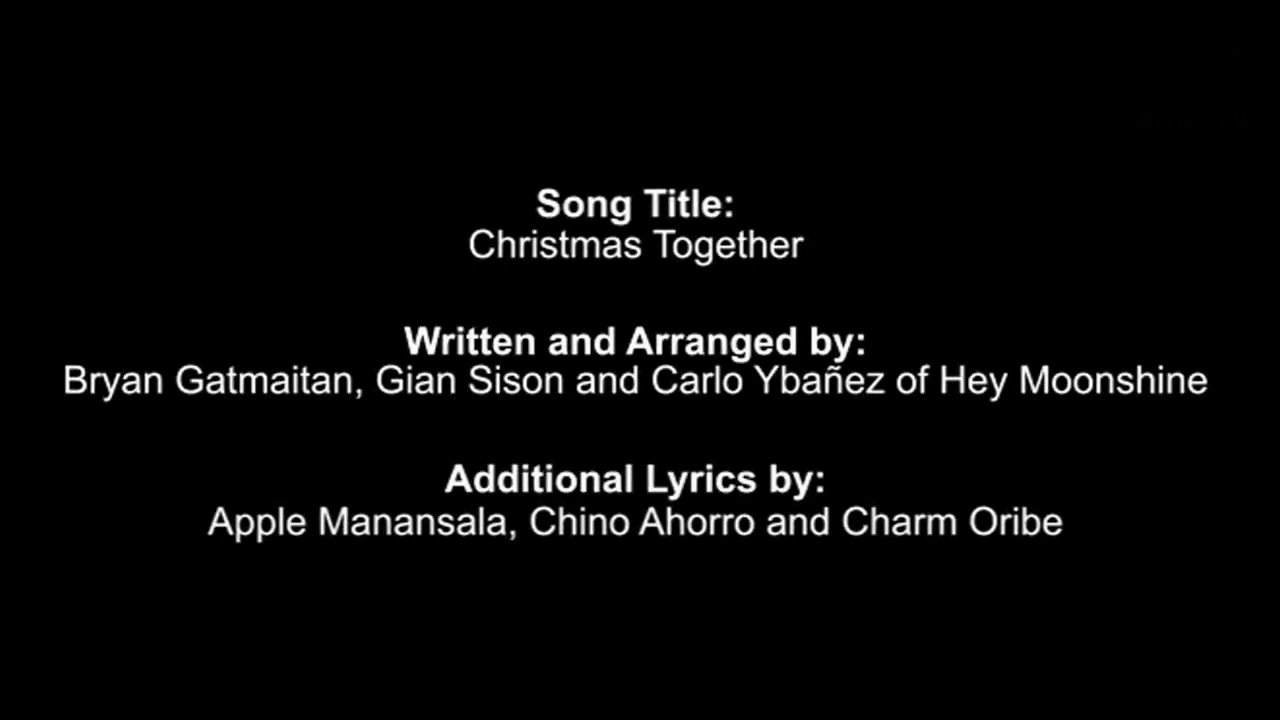 Song Title:
Christmas Together
Written and Arranged by:
Bryan Gatmaitan, Gian Sison and Carlo Ybañez of Hey Moonshine
Additional Lyrics by:
Apple Manansala, Chino Ahorro and Charm Oribe